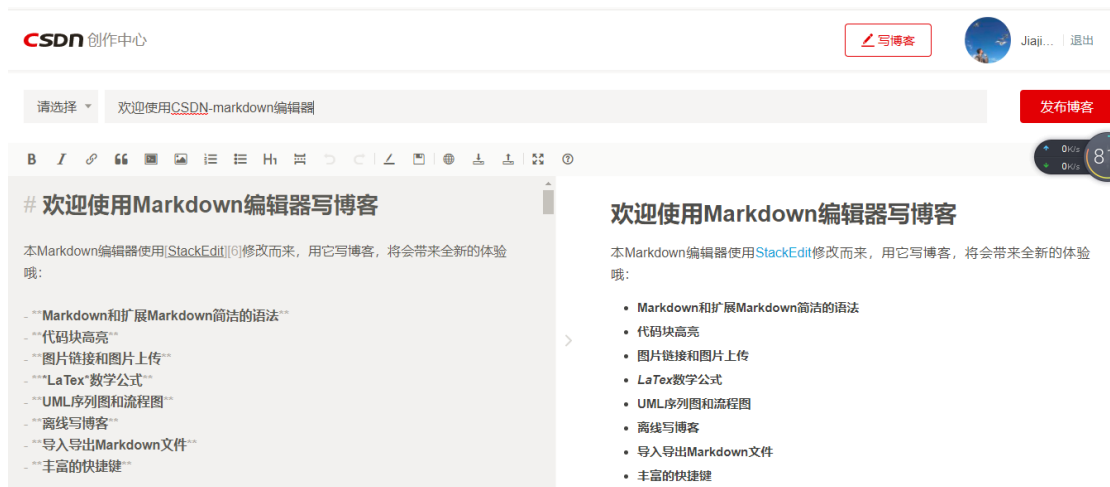 CSDN 创作中心
写博客
Jiaji...
退出
请选择
欢迎使用CSDN-markdown编辑器
发布博客
B I H1
0K/s
0K/s
81
# 欢迎使用Markdown编辑器写博客
本Markdown编辑器使用[StackEdit][6]修改而来，用它写博客，将会带来全新的体验
哦：
- **Markdown和扩展Markdown简洁的语法**
- **代码块高亮**
- **图片链接和图片上传**
- ***LaTex*数学公式**
- **UML序列图和流程图**
- **离线写博客**
- **导入导出Markdown文件**
- **丰富的快捷键**
欢迎使用Markdown编辑器写博客
本Markdown编辑器使用StackEdit修改而来，用它写博客，将会带来全新的体验
哦：
• Markdown和扩展Markdown简洁的语法
• 代码块高亮
• 图片链接和图片上传
• LaTex数学公式
• UML序列图和流程图
• 离线写博客
• 导入导出Markdown文件
• 丰富的快捷键